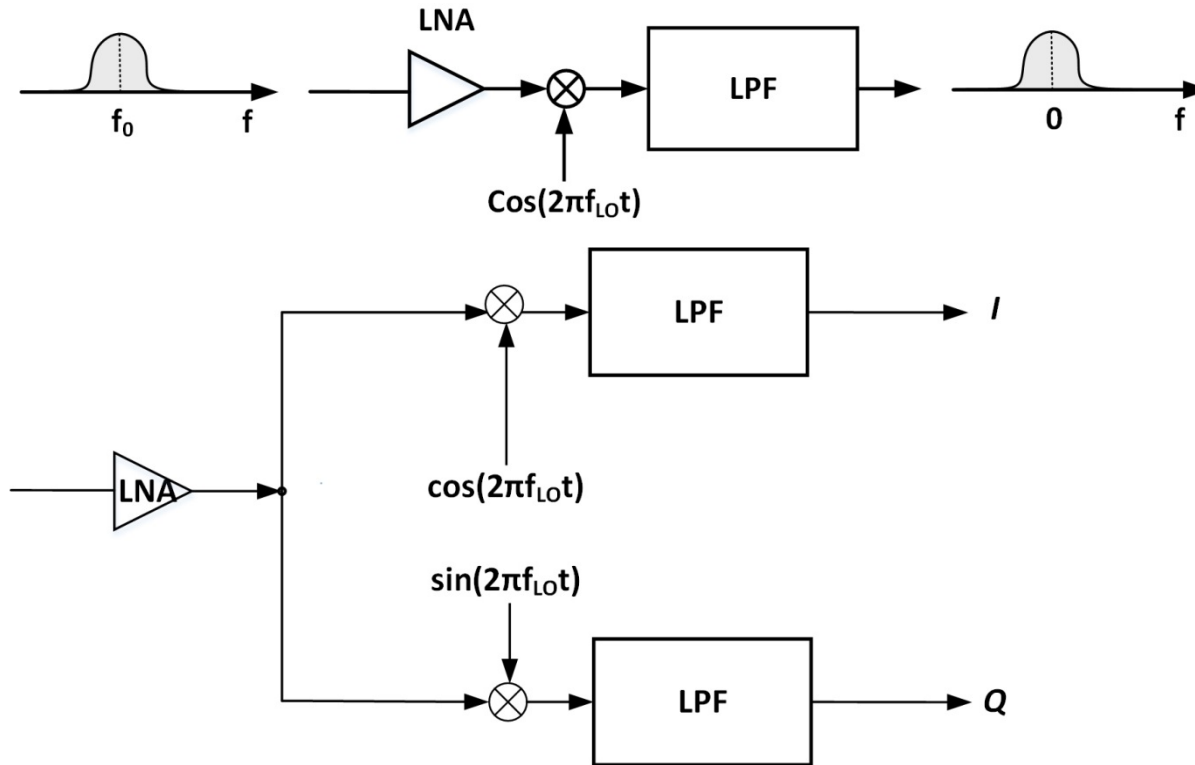 LNA
LPF
f₀
f
0
f
Cos(2πf_LOt)
LPF
I
LNA
cos(2πf_LOt)
sin(2πf_LOt)
LPF
Q